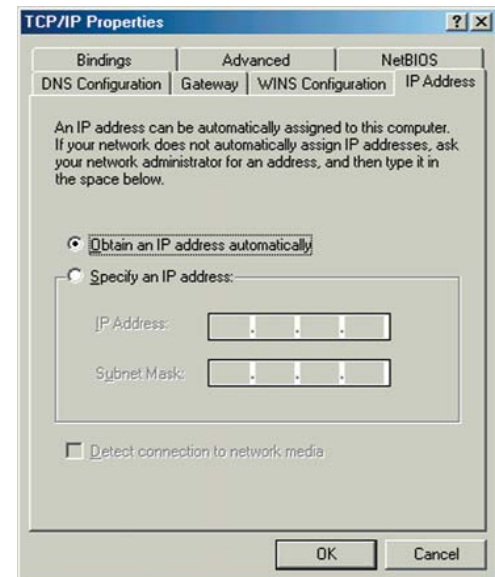 TCP/IP Properties
Bindings Advanced NetBIOS
DNS Configuration Gateway WINS Configuration IP Address
An IP address can be automatically assigned to this computer.
If your network does not automatically assign IP addresses, ask
your network administrator for an address, and then type it in
the space below.
Obtain an IP address automatically
Specify an IP address:
IP Address:
Subnet Mask:
Detect connection to network media
OK Cancel